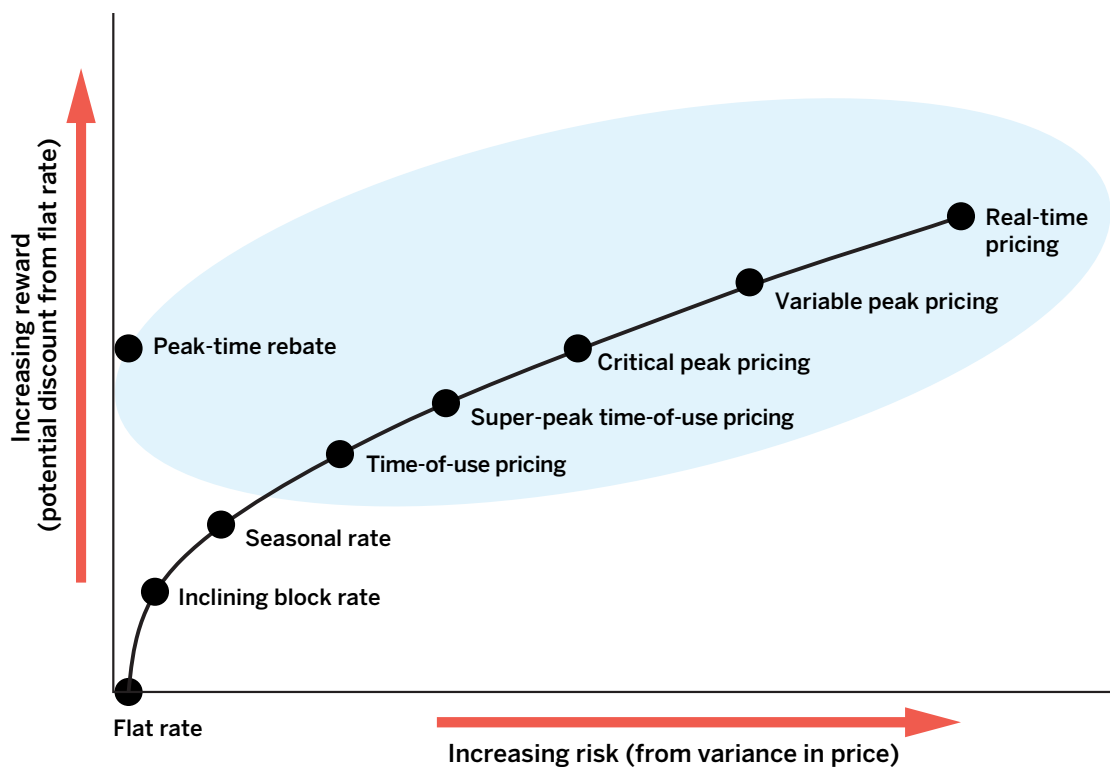 Increasing reward
(potential discount from flat rate)
Real-time
pricing
Variable peak pricing
Peak-time rebate
Critical peak pricing
Super-peak time-of-use pricing
Time-of-use pricing
Seasonal rate
Inclining block rate
Flat rate
Increasing risk (from variance in price)